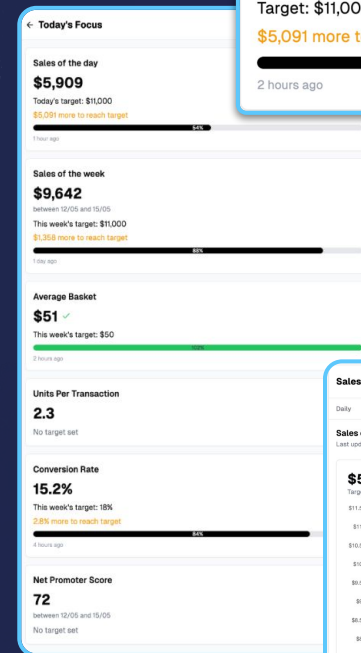 ← Today's Focus
Sales of the day
$5,909
Today's target: $11,000
$5,091 more to reach target
54%
1 hour ago
Sales of the week
$9,642
between 12/05 and 15/05
This week's target: $11,000
$1,358 more to reach target
88%
1 day ago
Average Basket
$51 ✓
This week's target: $50
2 hours ago
Units Per Transaction
2.3
No target set
Conversion Rate
15.2%
This week's target: 18%
2.8% more to reach target
84%
4 hours ago
Net Promoter Score
72
between 12/05 and 15/05
No target set
Target: $11,00
$5,091 more t
2 hours ago
Sales
Daily
Sales
Last upd
$5
Targe